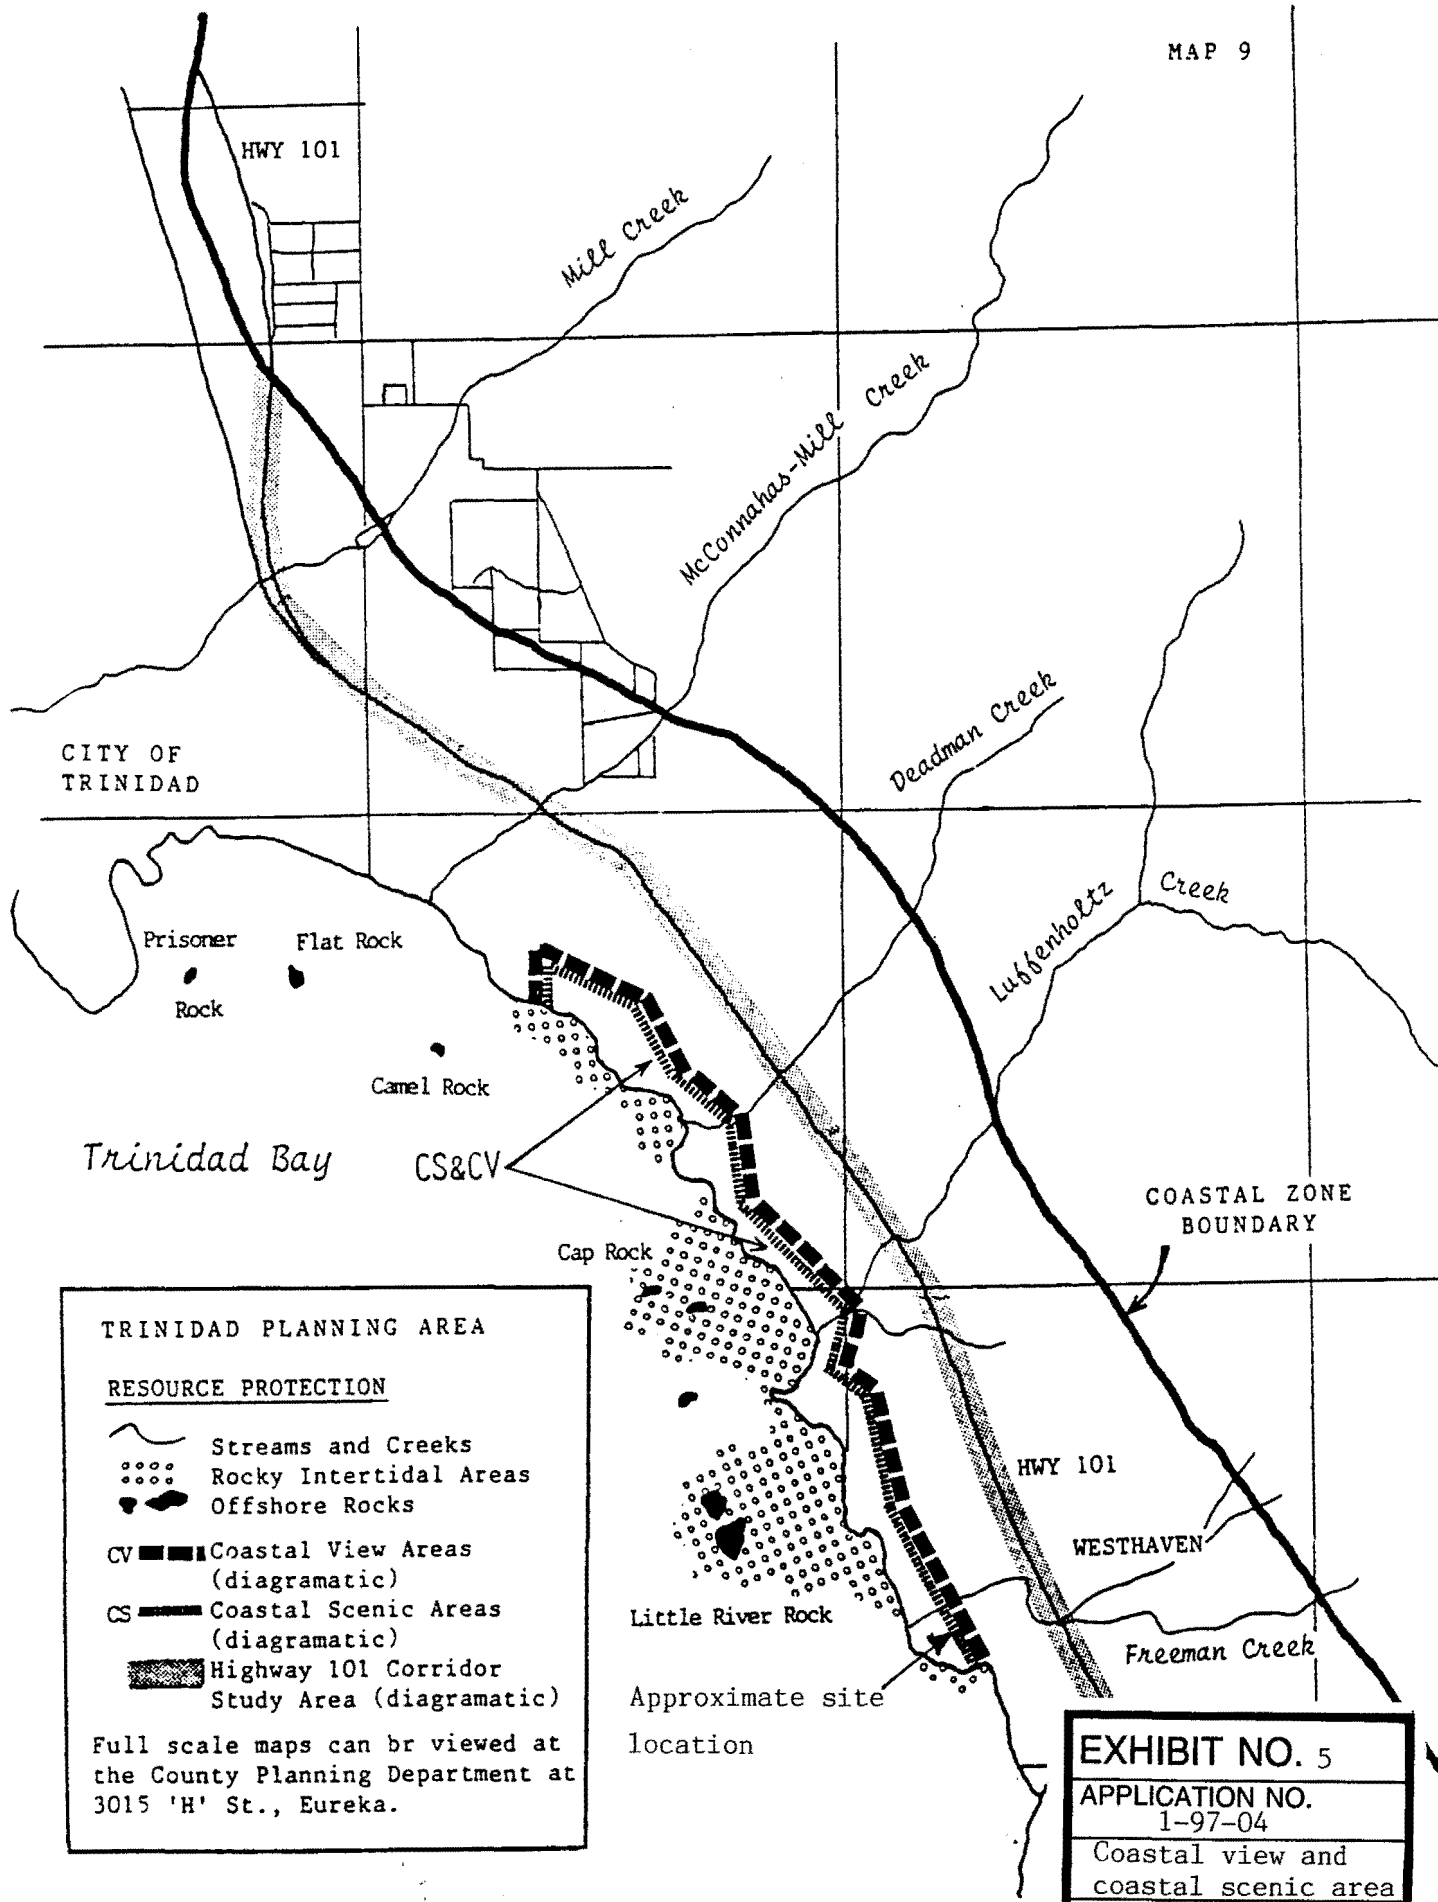 MAP 9
HWY 101
Mill Creek
McConnahas-Mill Creek
Deadman Creek
CITY OF
TRINIDAD
Luffenholtz Creek
Prisoner
Rock
Flat Rock
Camel Rock
Trinidad Bay
CS&CV
COASTAL ZONE
BOUNDARY
Cap Rock
HWY 101
WESTHAVEN
Little River Rock
Freeman Creek
Approximate site
location
TRINIDAD PLANNING AREA
RESOURCE PROTECTION
Streams and Creeks
Rocky Intertidal Areas
Offshore Rocks
CV Coastal View Areas
(diagramatic)
CS Coastal Scenic Areas
(diagramatic)
Highway 101 Corridor
Study Area (diagramatic)
Full scale maps can br viewed at
the County Planning Department at
3015 'H' St., Eureka.
EXHIBIT NO. 5
APPLICATION NO.
1-97-04
Coastal view and
coastal scenic area